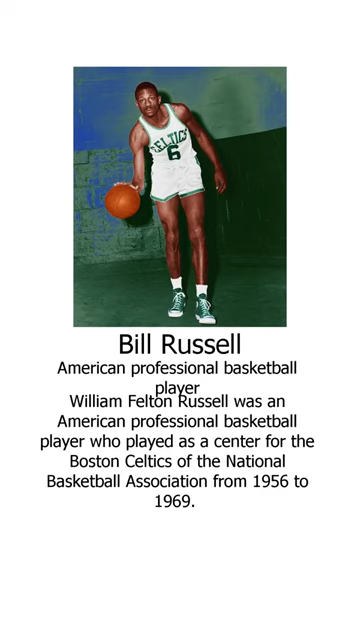 CELTICS
6
Bill Russell
American professional basketball
player
William Felton Russell was an
American professional basketball
player who played as a center for the
Boston Celtics of the National
Basketball Association from 1956 to
1969.